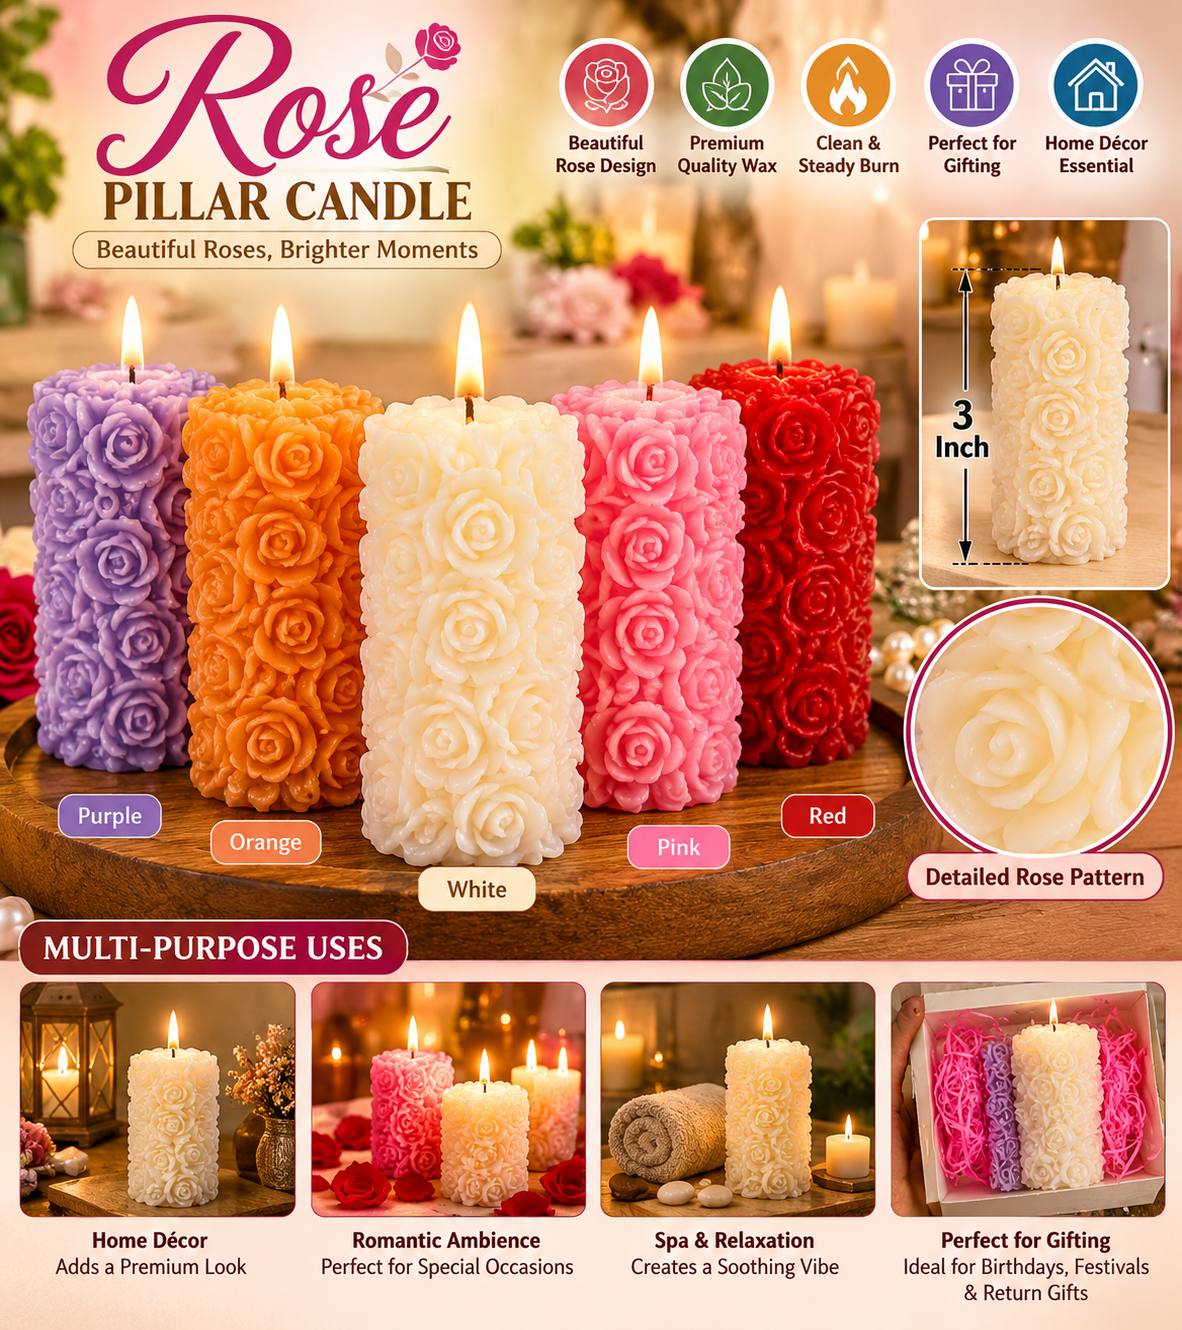 Rose
PILLAR CANDLE
Beautiful Roses, Brighter Moments
Beautiful
Rose Design
Premium
Quality Wax
Clean &
Steady Burn
Perfect for
Gifting
Home Décor
Essential
3
Inch
Purple
Orange
White
Pink
Red
Detailed Rose Pattern
MULTI-PURPOSE USES
Home Décor
Adds a Premium Look
Romantic Ambience
Perfect for Special Occasions
Spa & Relaxation
Creates a Soothing Vibe
Perfect for Gifting
Ideal for Birthdays, Festivals
& Return Gifts